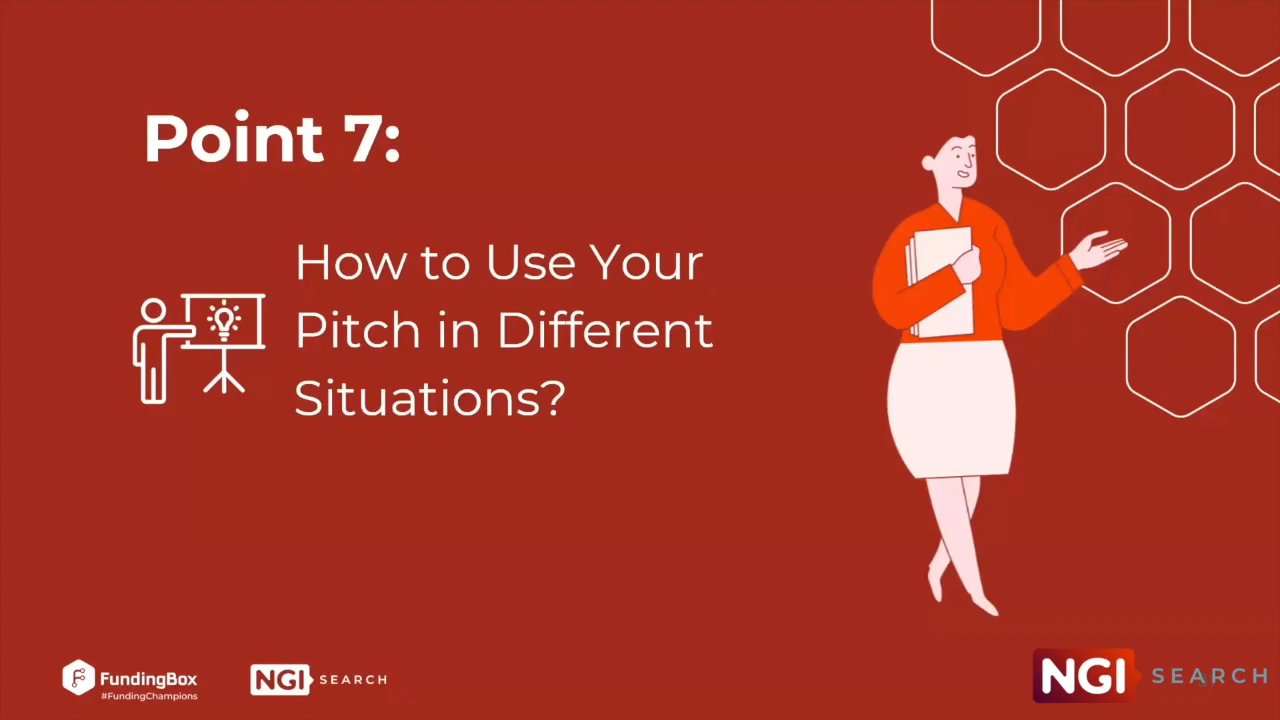 Point 7:
How to Use Your
Pitch in Different
Situations?
FundingBox
#FundingChampions
NGI SEARCH
NGI SEARCH